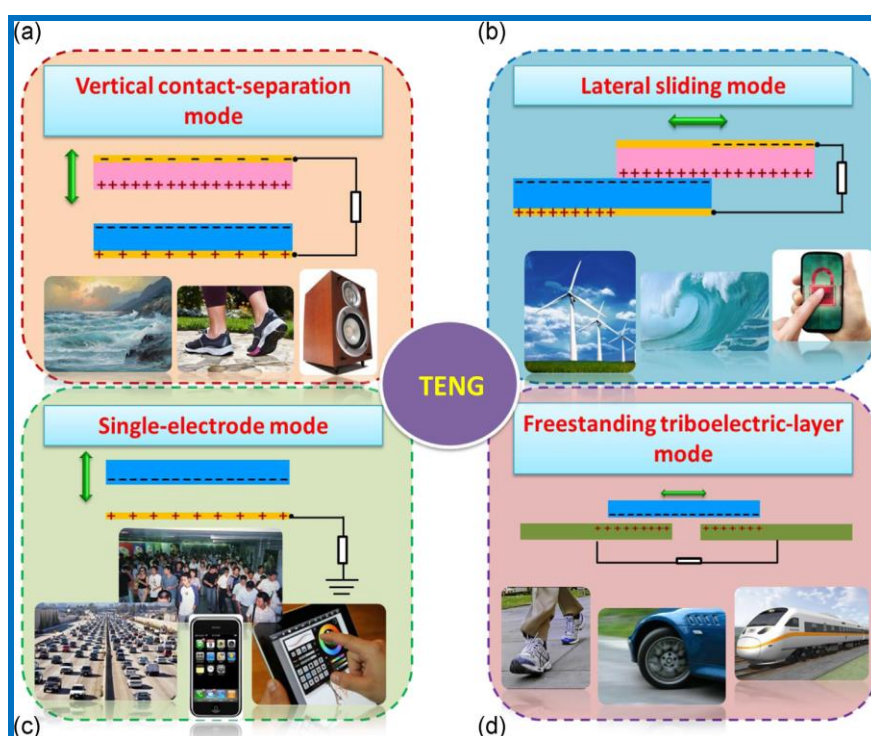 (a)
Vertical contact-separation
mode
(b)
Lateral sliding mode
TENG
Single-electrode mode
(c)
Freestanding triboelectric-layer
mode
(d)